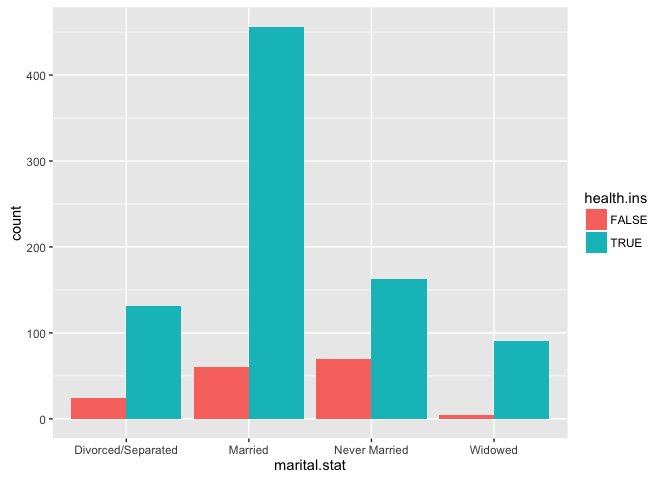 400
300
200
100
0
count
Divorced/Separated
Married
Never Married
Widowed
marital.stat
health.ins
FALSE
TRUE